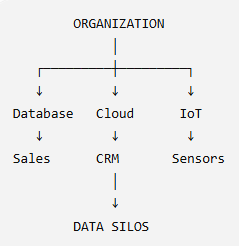 ORGANIZATION
Database Cloud IoT
Sales CRM Sensors
DATA SILOS